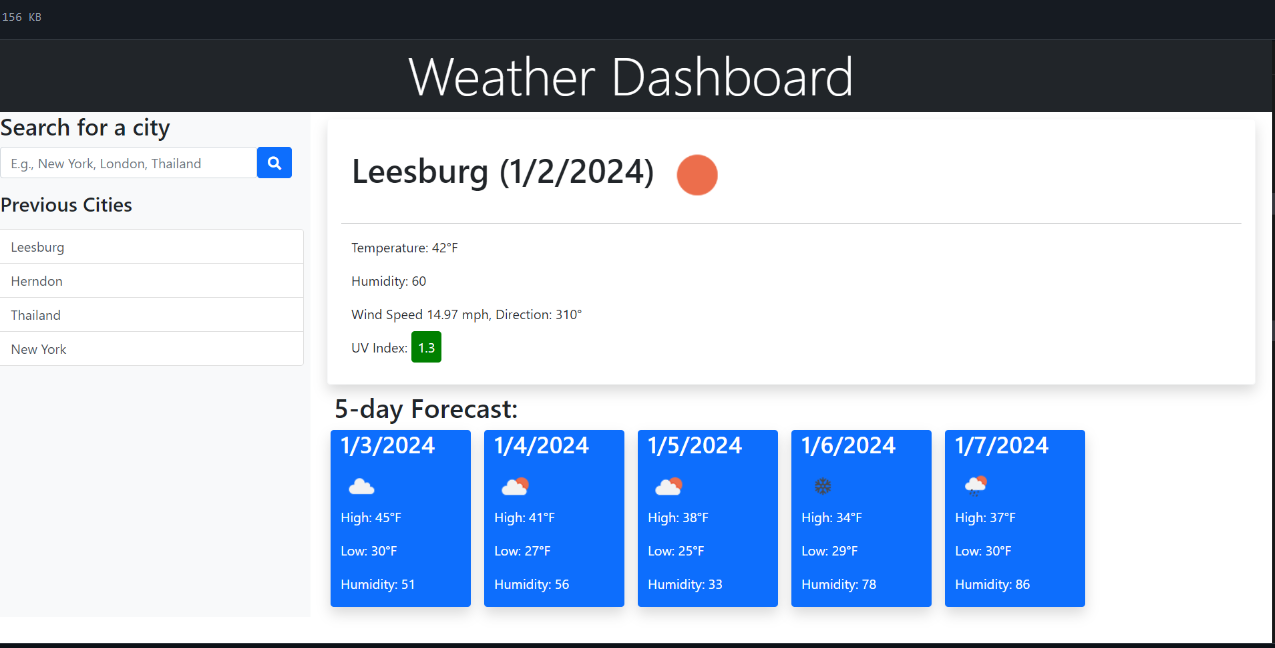 156 KB
Weather Dashboard
Search for a city
E.g., New York, London, Thailand
Previous Cities
Leesburg
Herndon
Thailand
New York
Leesburg (1/2/2024)
Temperature: 42°F
Humidity: 60
Wind Speed 14.97 mph, Direction: 310°
UV Index: 1.3
5-day Forecast:
1/3/2024
High: 45°F
Low: 30°F
Humidity: 51
1/4/2024
High: 41°F
Low: 27°F
Humidity: 56
1/5/2024
High: 38°F
Low: 25°F
Humidity: 33
1/6/2024
High: 34°F
Low: 29°F
Humidity: 78
1/7/2024
High: 37°F
Low: 30°F
Humidity: 86